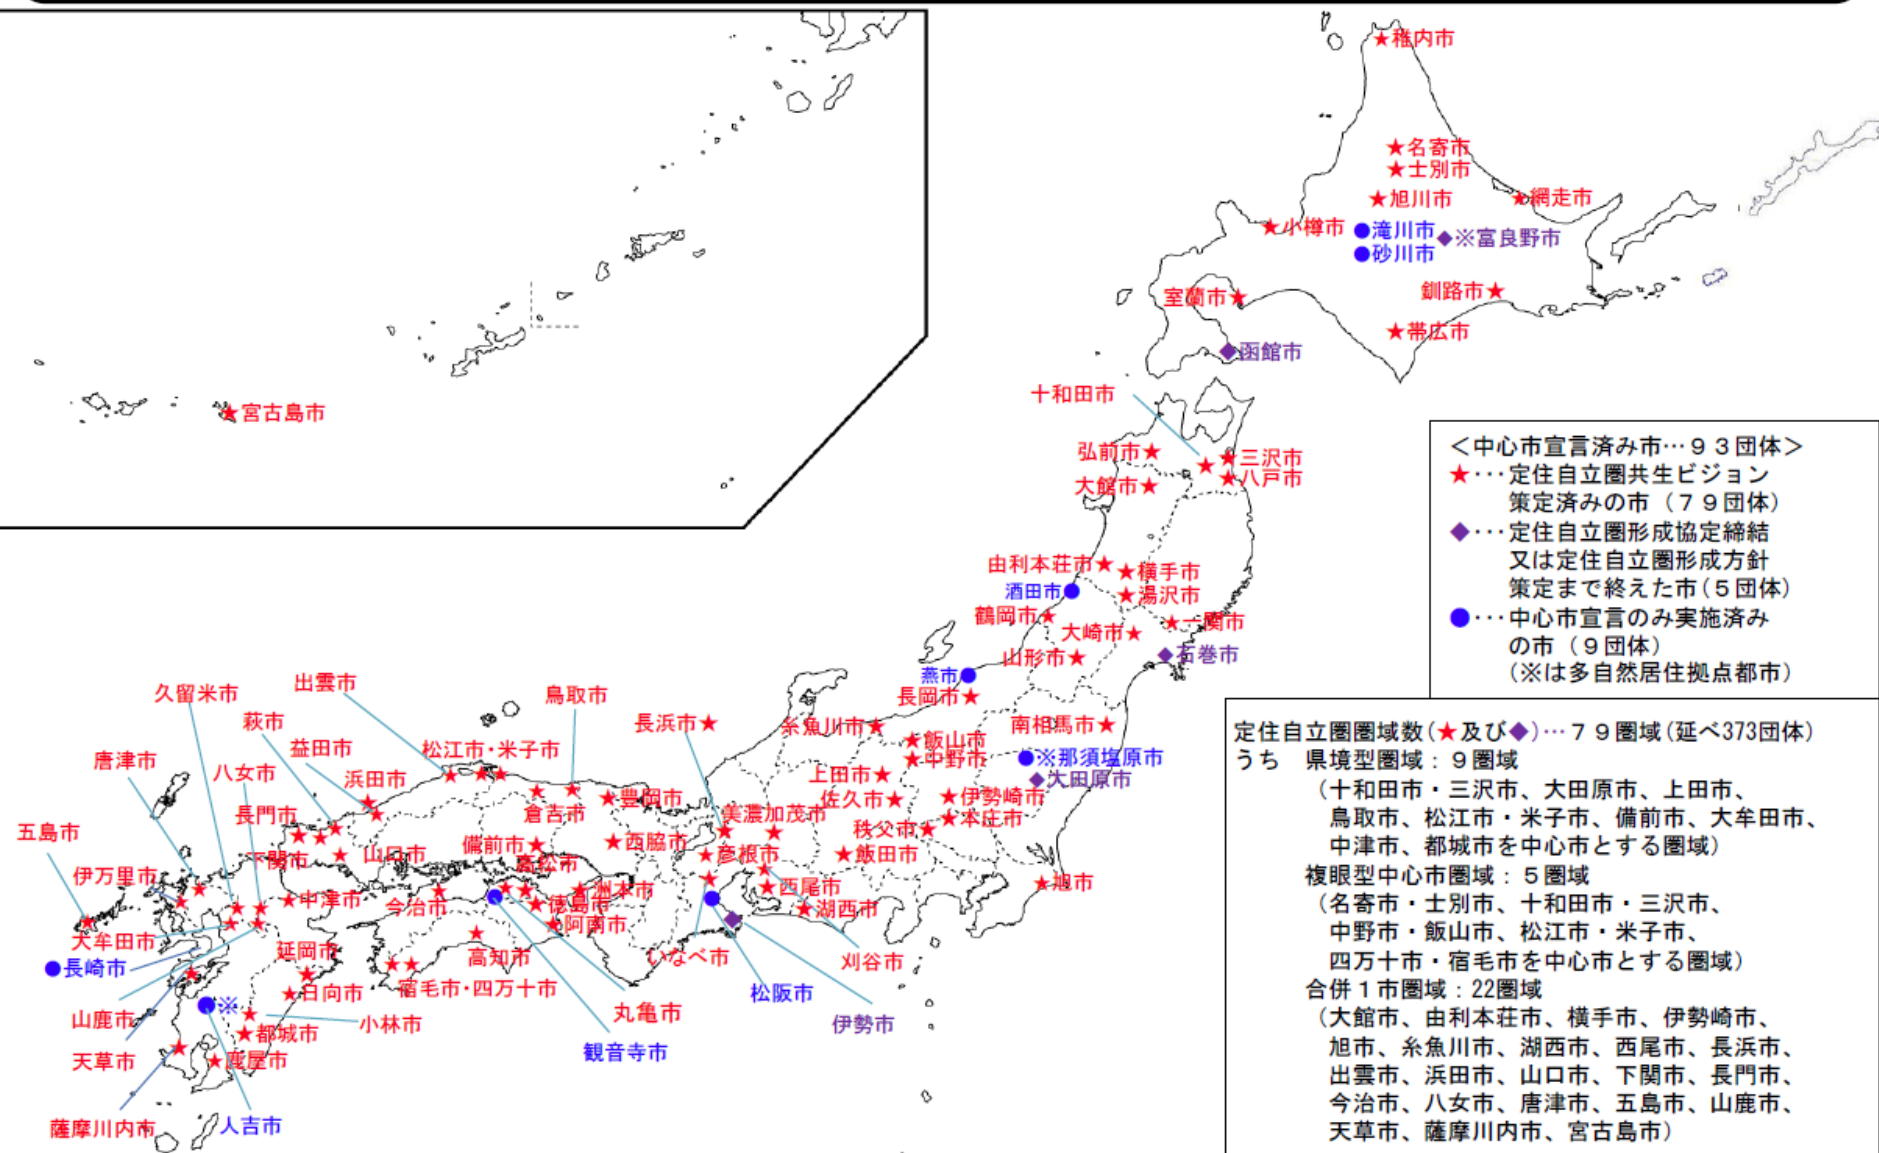 ★稚内市
★名寄市
★士別市
★旭川市
★網走市
★小樽市
●滝川市
◆※富良野市
●砂川市
室蘭市★
釧路市★
★帯広市
◆函館市
★宮古島市
十和田市
弘前市★
★三沢市
大館市★
★八戸市
＜中心市宣言済み市…９３団体＞
★･･･定住自立圏共生ビジョン
策定済みの市（７９団体）
◆･･･定住自立圏形成協定締結
又は定住自立圏形成方針
策定まで終えた市(５団体)
●･･･中心市宣言のみ実施済み
の市（９団体）
（※は多自然居住拠点都市）
由利本荘市★
★横手市
酒田市●
★湯沢市
鶴岡市★
★一関市
大崎市★
山形市★
◆石巻市
燕市●
長岡市★
久留米市
出雲市
鳥取市
長浜市★
糸魚川市★
南相馬市★
萩市
益田市
松江市・米子市
★飯山市
★中野市
●※那須塩原市
唐津市
八女市
浜田市
上田市★
◆大田原市
★豊岡市
佐久市★
★伊勢崎市
長門市
倉吉市
美濃加茂市
★本庄市
五島市
秩父市★
下関市
山口市
備前市★
★西脇市
★彦根市
★飯田市
高松市
伊万里市
★中津市
今治市
★洲本市
★西尾市
★旭市
★徳島市
★湖西市
★阿南市
大牟田市
延岡市
高知市
いなべ市
刈谷市
●長崎市
★日向市
宿毛市・四万十市
松阪市
●※
山鹿市
小林市
丸亀市
伊勢市
★都城市
観音寺市
天草市
★鹿屋市
薩摩川内市
人吉市
定住自立圏圏域数(★及び◆)…７９圏域(延べ373団体)
うち　県境型圏域：９圏域
（十和田市・三沢市、大田原市、上田市、
鳥取市、松江市・米子市、備前市、大牟田市、
中津市、都城市を中心市とする圏域）
複眼型中心市圏域：５圏域
（名寄市・士別市、十和田市・三沢市、
中野市・飯山市、松江市・米子市、
四万十市・宿毛市を中心市とする圏域）
合併１市圏域：22圏域
（大館市、由利本荘市、横手市、伊勢崎市、
旭市、糸魚川市、湖西市、西尾市、長浜市、
出雲市、浜田市、山口市、下関市、長門市、
今治市、八女市、唐津市、五島市、山鹿市、
天草市、薩摩川内市、宮古島市）